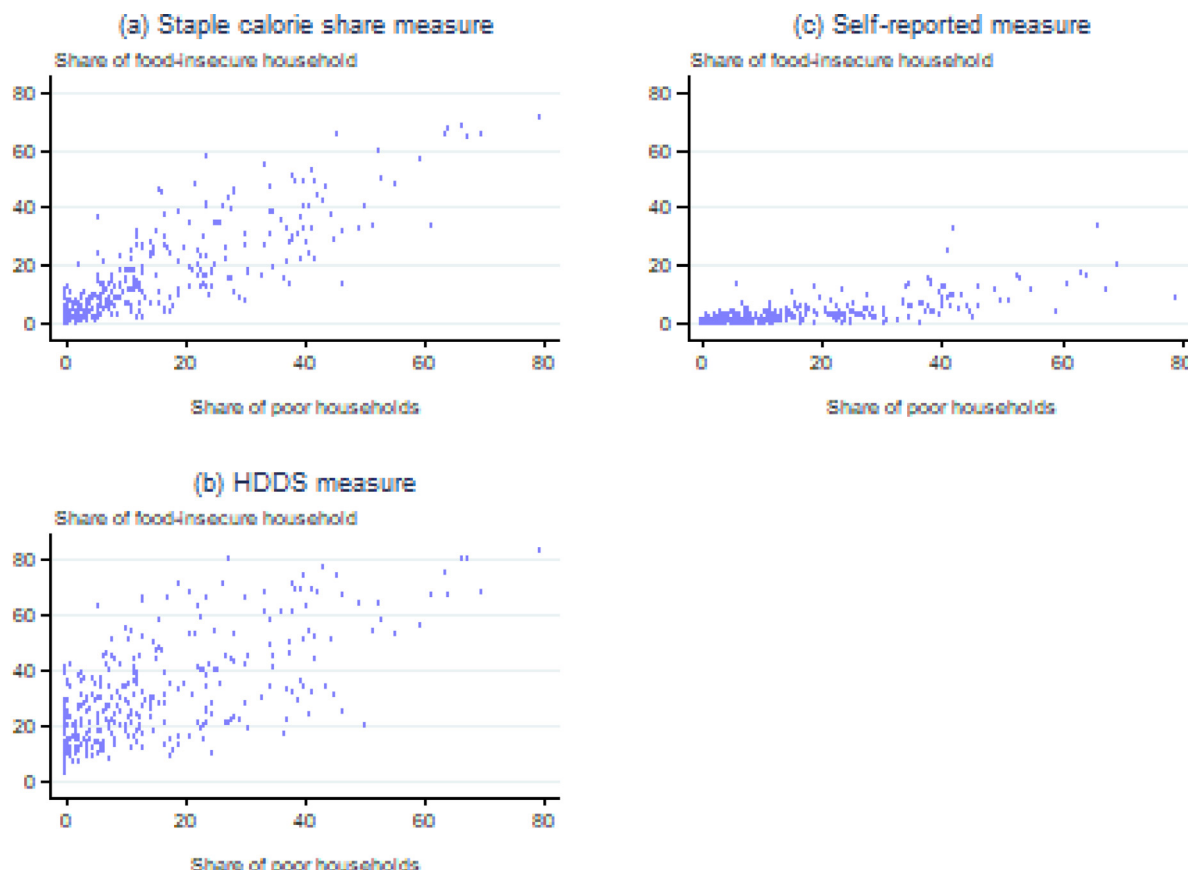 (a) Staple calorie share measure
Share of food-insecure household
80
60
40
20
0
0 20 40 60 80
Share of poor households
(c) Self-reported measure
Share of food-insecure household
80
60
40
20
0
0 20 40 60 80
Share of poor households
(b) HDDS measure
Share of food-insecure household
80
60
40
20
0
0 20 40 60 80
Share of poor households